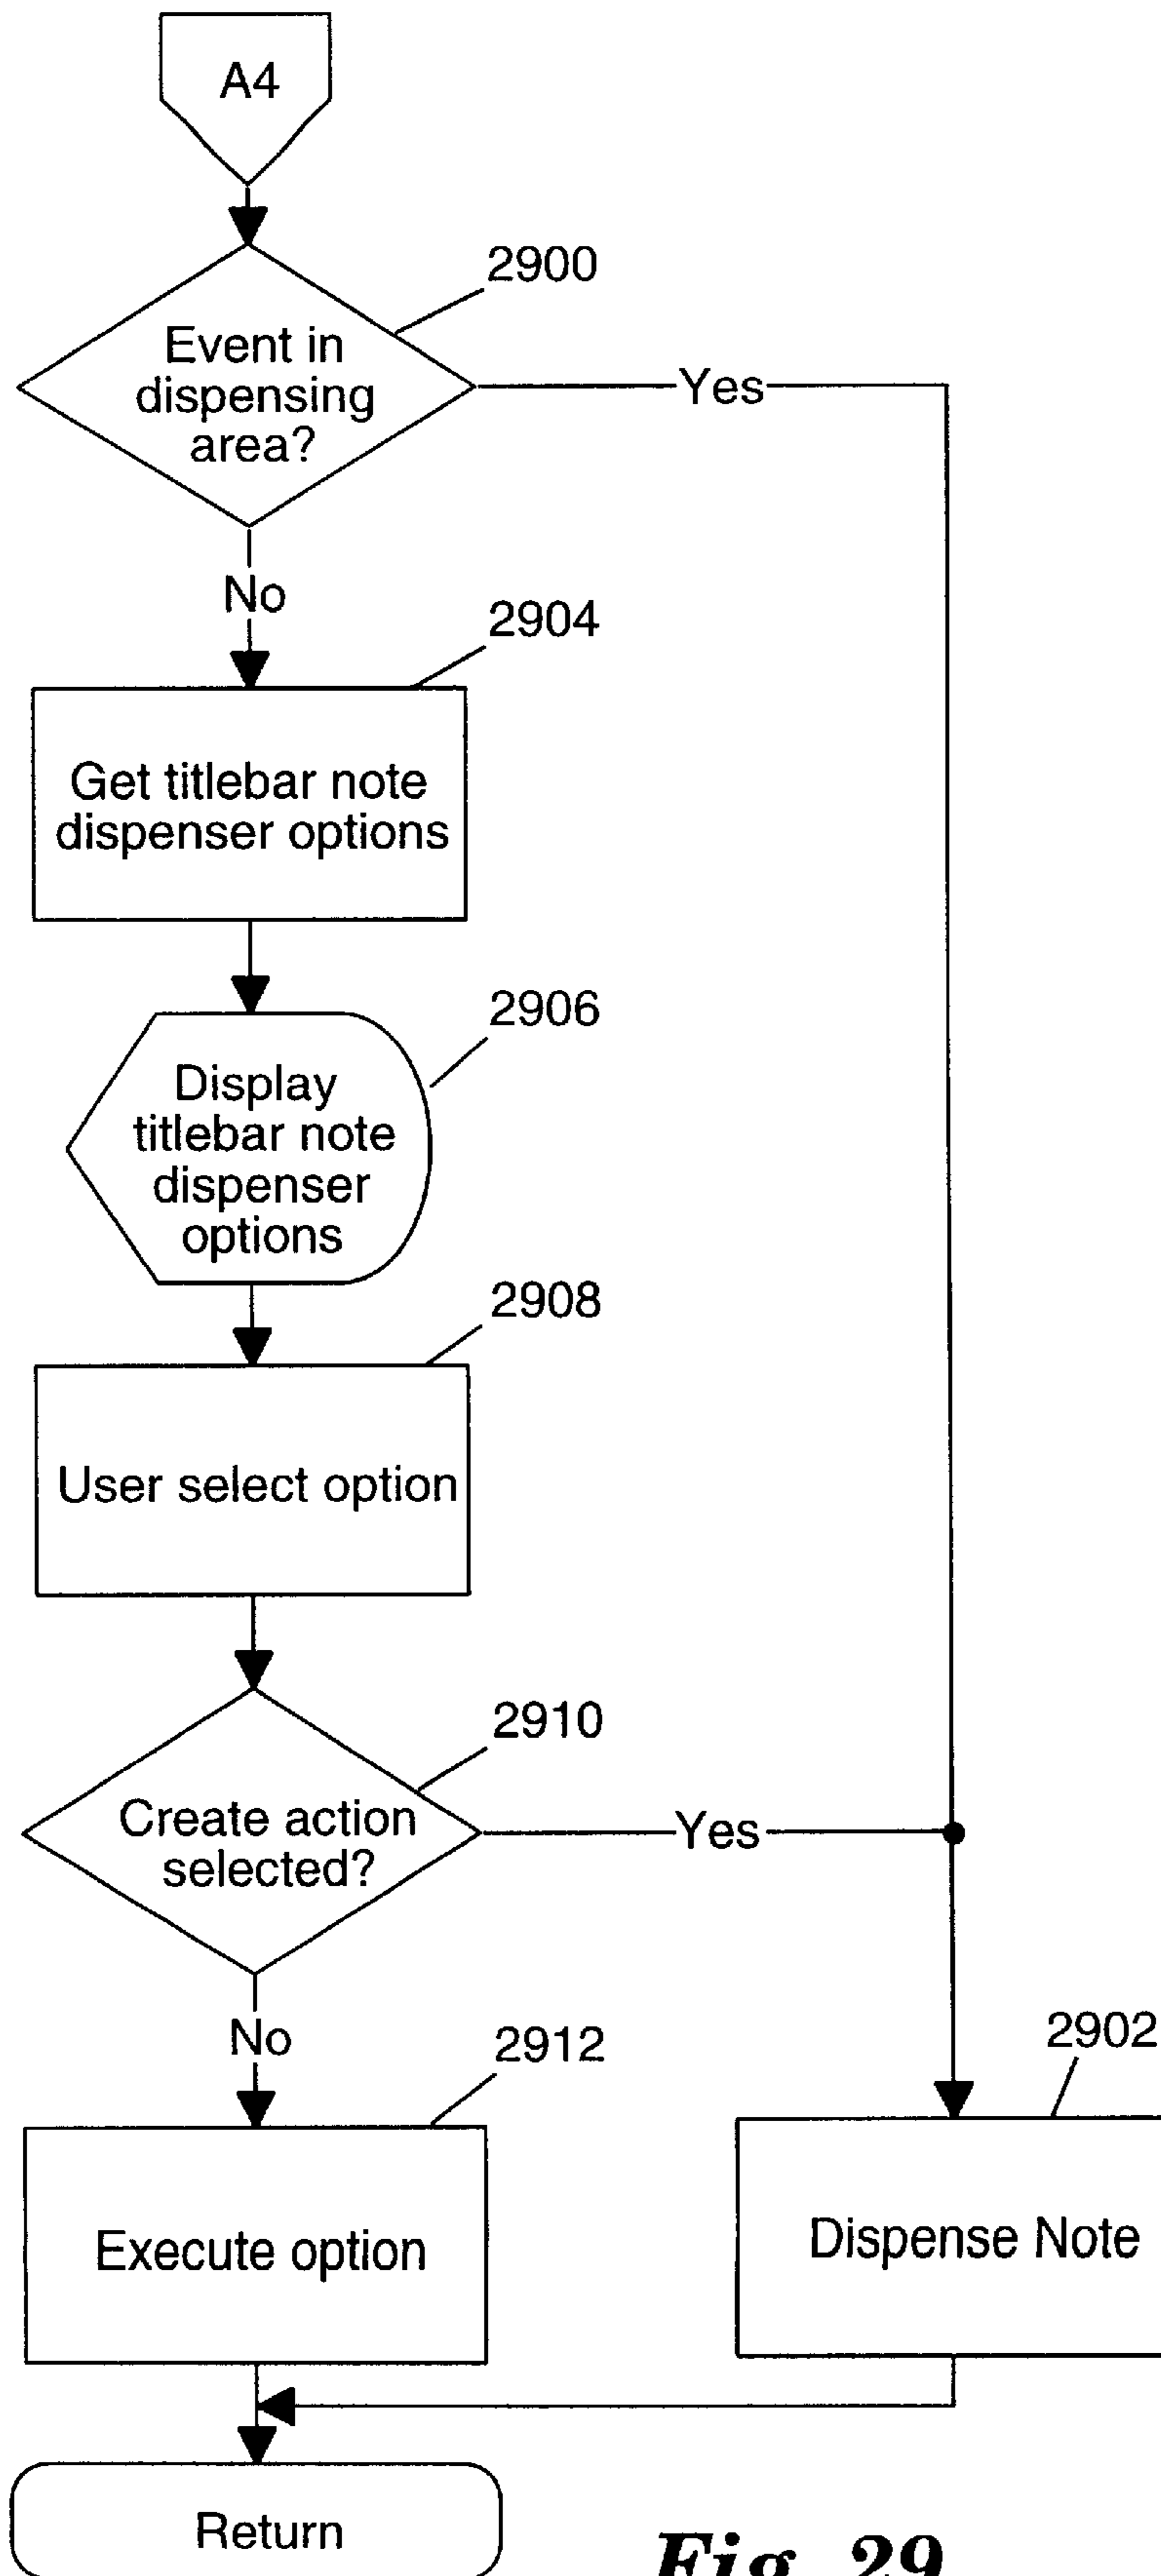 A4
2900
Event in
dispensing
area?
Yes
No
2904
Get titlebar note
dispenser options
2906
Display
titlebar note
dispenser
options
2908
User select option
2910
Create action
selected?
Yes
No
2912
2902
Execute option
Dispense Note
Return
Fig. 29